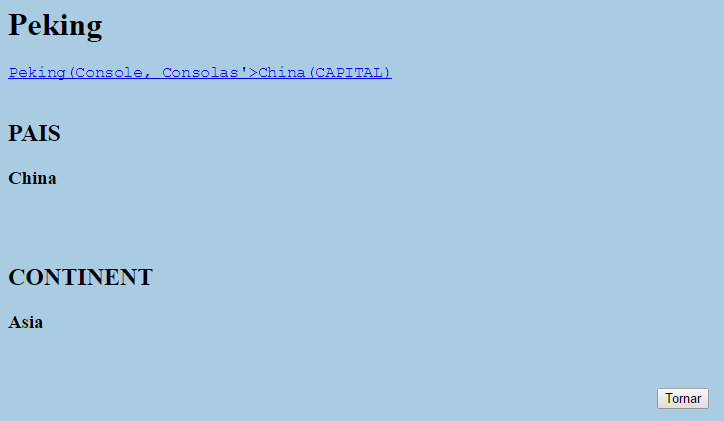 Peking
Peking(Console, Consolas'>China(CAPITAL)
PAIS
China
CONTINENT
Asia
Tornar